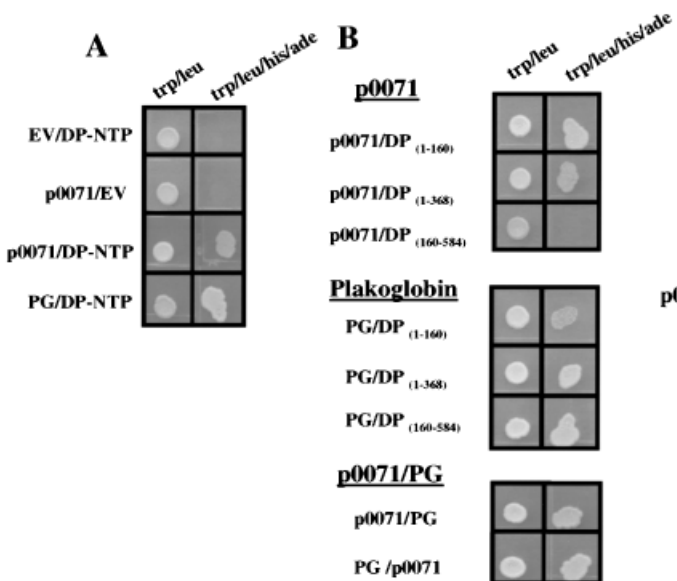 A
trp/leu
trp/leu/his/ade
EV/DP-NTP
p0071/EV
p0071/DP-NTP
PG/DP-NTP
B
trp/leu
trp/leu/his/ade
p0071
p0071/DP (1-160)
p0071/DP (1-368)
p0071/DP (160-584)
Plakoglobin
PG/DP (1-160)
PG/DP (1-368)
PG/DP (160-584)
p0071/PG
p0071/PG
PG /p0071